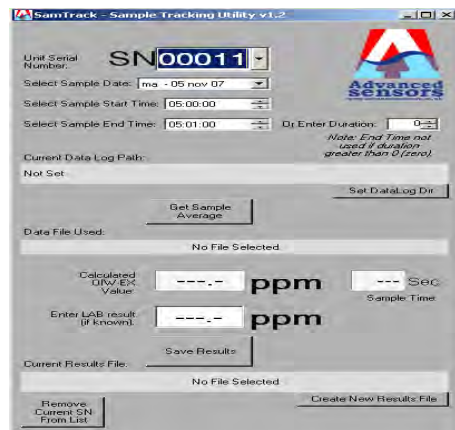 SamTrack - Sample Tracking Utility v1.2
Unit Serial Number:
SN00011
Advanced sensors
Select Sample Date: ma - 05 nov 07
Select Sample Start Time: 05:00:00
Select Sample End Time: 05:01:00
Or Enter Duration: 0
Note: End Time not
used if duration
greater than 0 (zero).
Current Data Log Path:
Not Set
Set DataLog Dir
Get Sample
Average
Data File Used:
No File Selected
Calculated
OIW-EX
Value:
---.- ppm
--- Sec
Sample Time:
Enter LAB result
(if known):
---.- ppm
Save Results
Current Results File:
No File Selected
Remove
Current SN
From List
Create New Results File